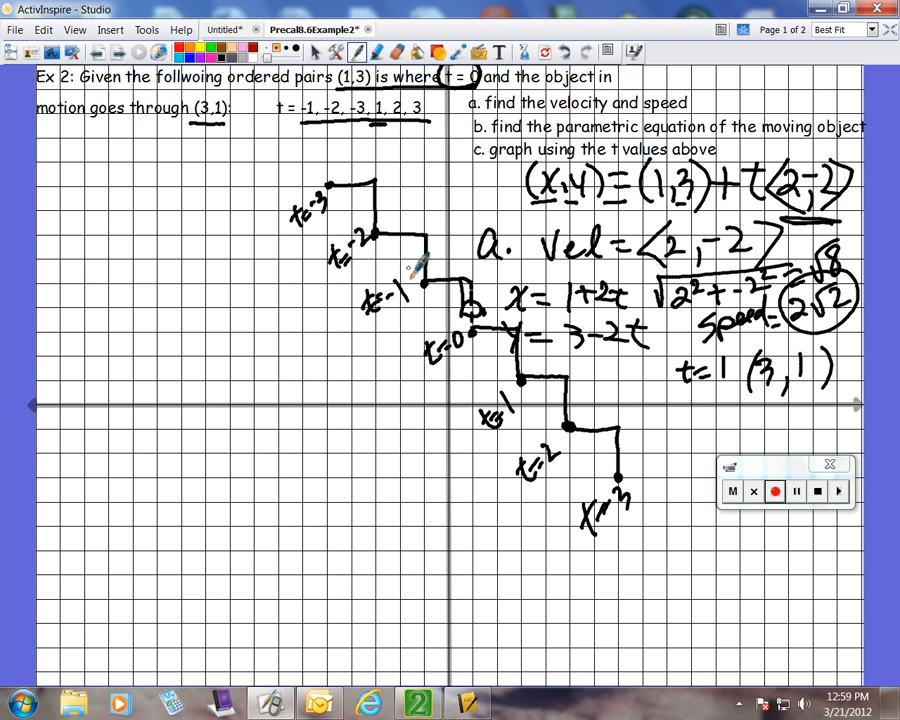 ActivInspire - Studio
File Edit View Insert Tools Help Untitled* Precal8.6Example2* Page 1 of 2 Best Fit
Ex 2: Given the follwoing ordered pairs (1,3) is where t = 0 and the object in
motion goes through (3,1): t = -1, -2, -3, 1, 2, 3
a. find the velocity and speed
b. find the parametric equation of the moving object
c. graph using the t values above
(x,y) = (1,3) + t<2,-2>
a. Vel = <2, -2>
√2² + -2² = √8
x = 1+2t
Speed = 2√2
y = 3-2t
t=1 (3, 1)
t=-3
t=-2
t=-1
t=0
t=1
t=2
t=3
M
12:59 PM
3/21/2012